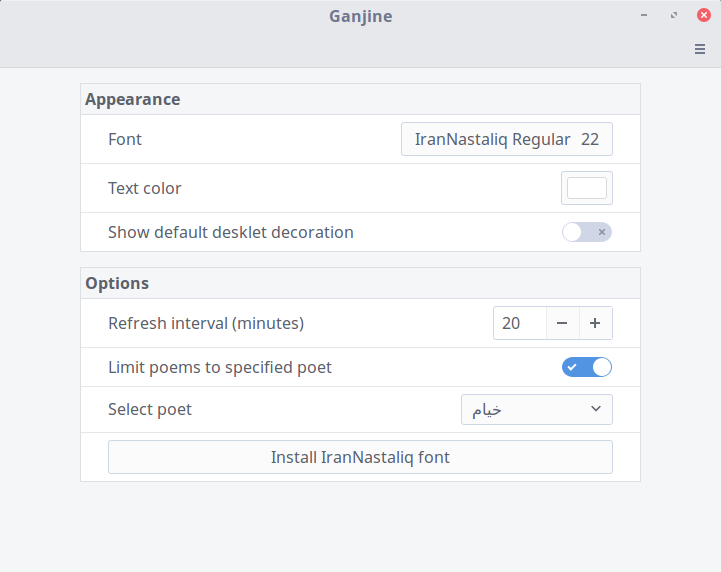 Ganjine
Appearance
Font
IranNastaliq Regular 22
Text color
Show default desklet decoration
Options
Refresh interval (minutes)
20
Limit poems to specified poet
Select poet
خیام
Install IranNastaliq font